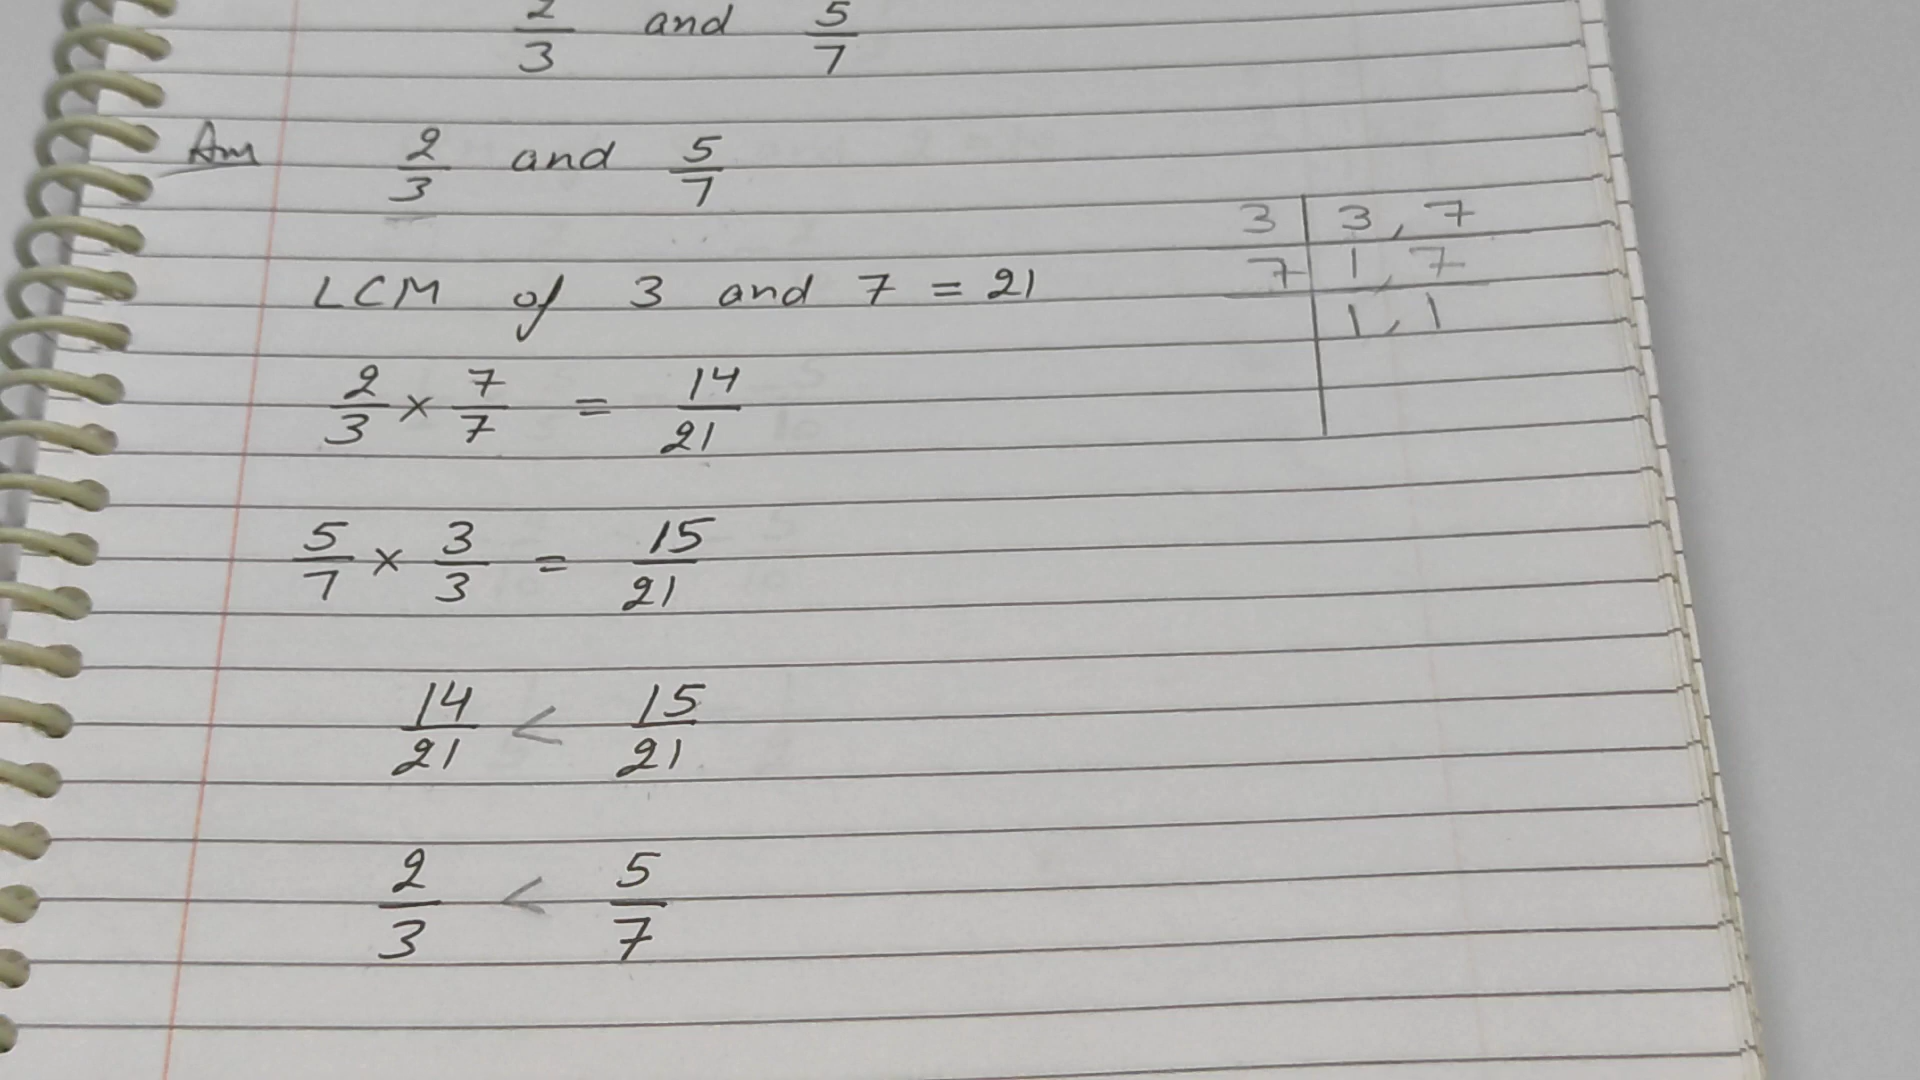 2/3 and 5/7
Ans 2/3 and 5/7
LCM of 3 and 7 = 21
3 | 3, 7
7 | 1, 7
| 1, 1
2/3 × 7/7 = 14/21
5/7 × 3/3 = 15/21
14/21 < 15/21
2/3 < 5/7